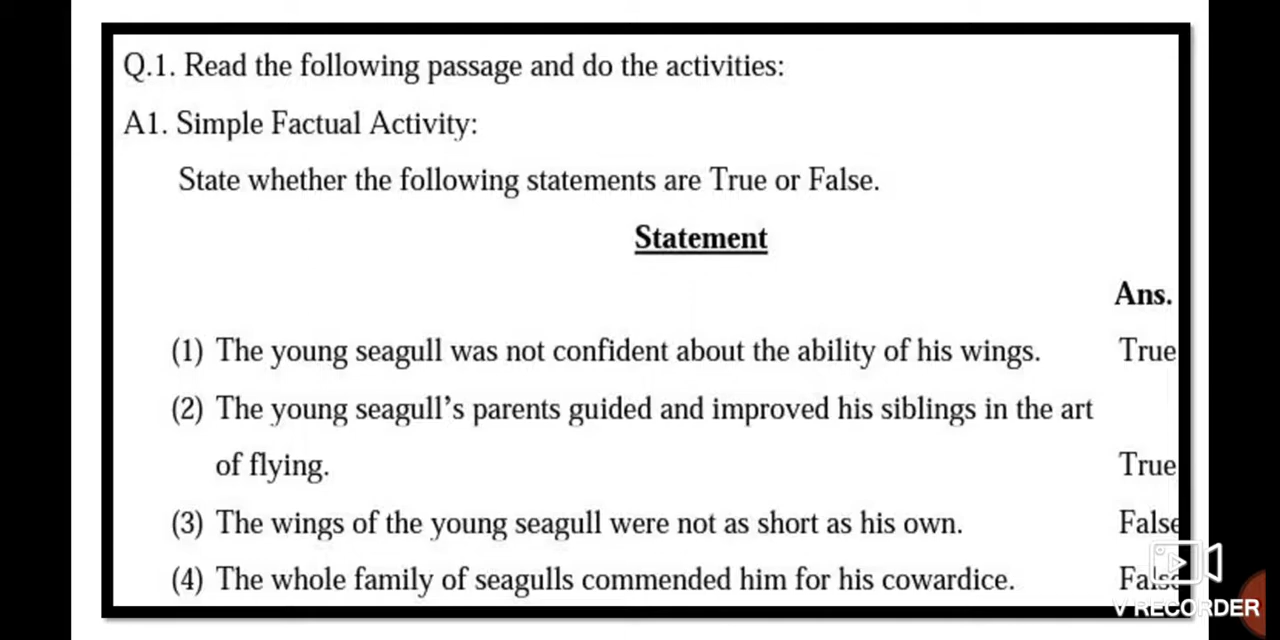 Q.1. Read the following passage and do the activities:
A1. Simple Factual Activity:
State whether the following statements are True or False.
Statement
Ans.
(1) The young seagull was not confident about the ability of his wings. True
(2) The young seagull’s parents guided and improved his siblings in the art
of flying. True
(3) The wings of the young seagull were not as short as his own. False
(4) The whole family of seagulls commended him for his cowardice. False
V RECORDER